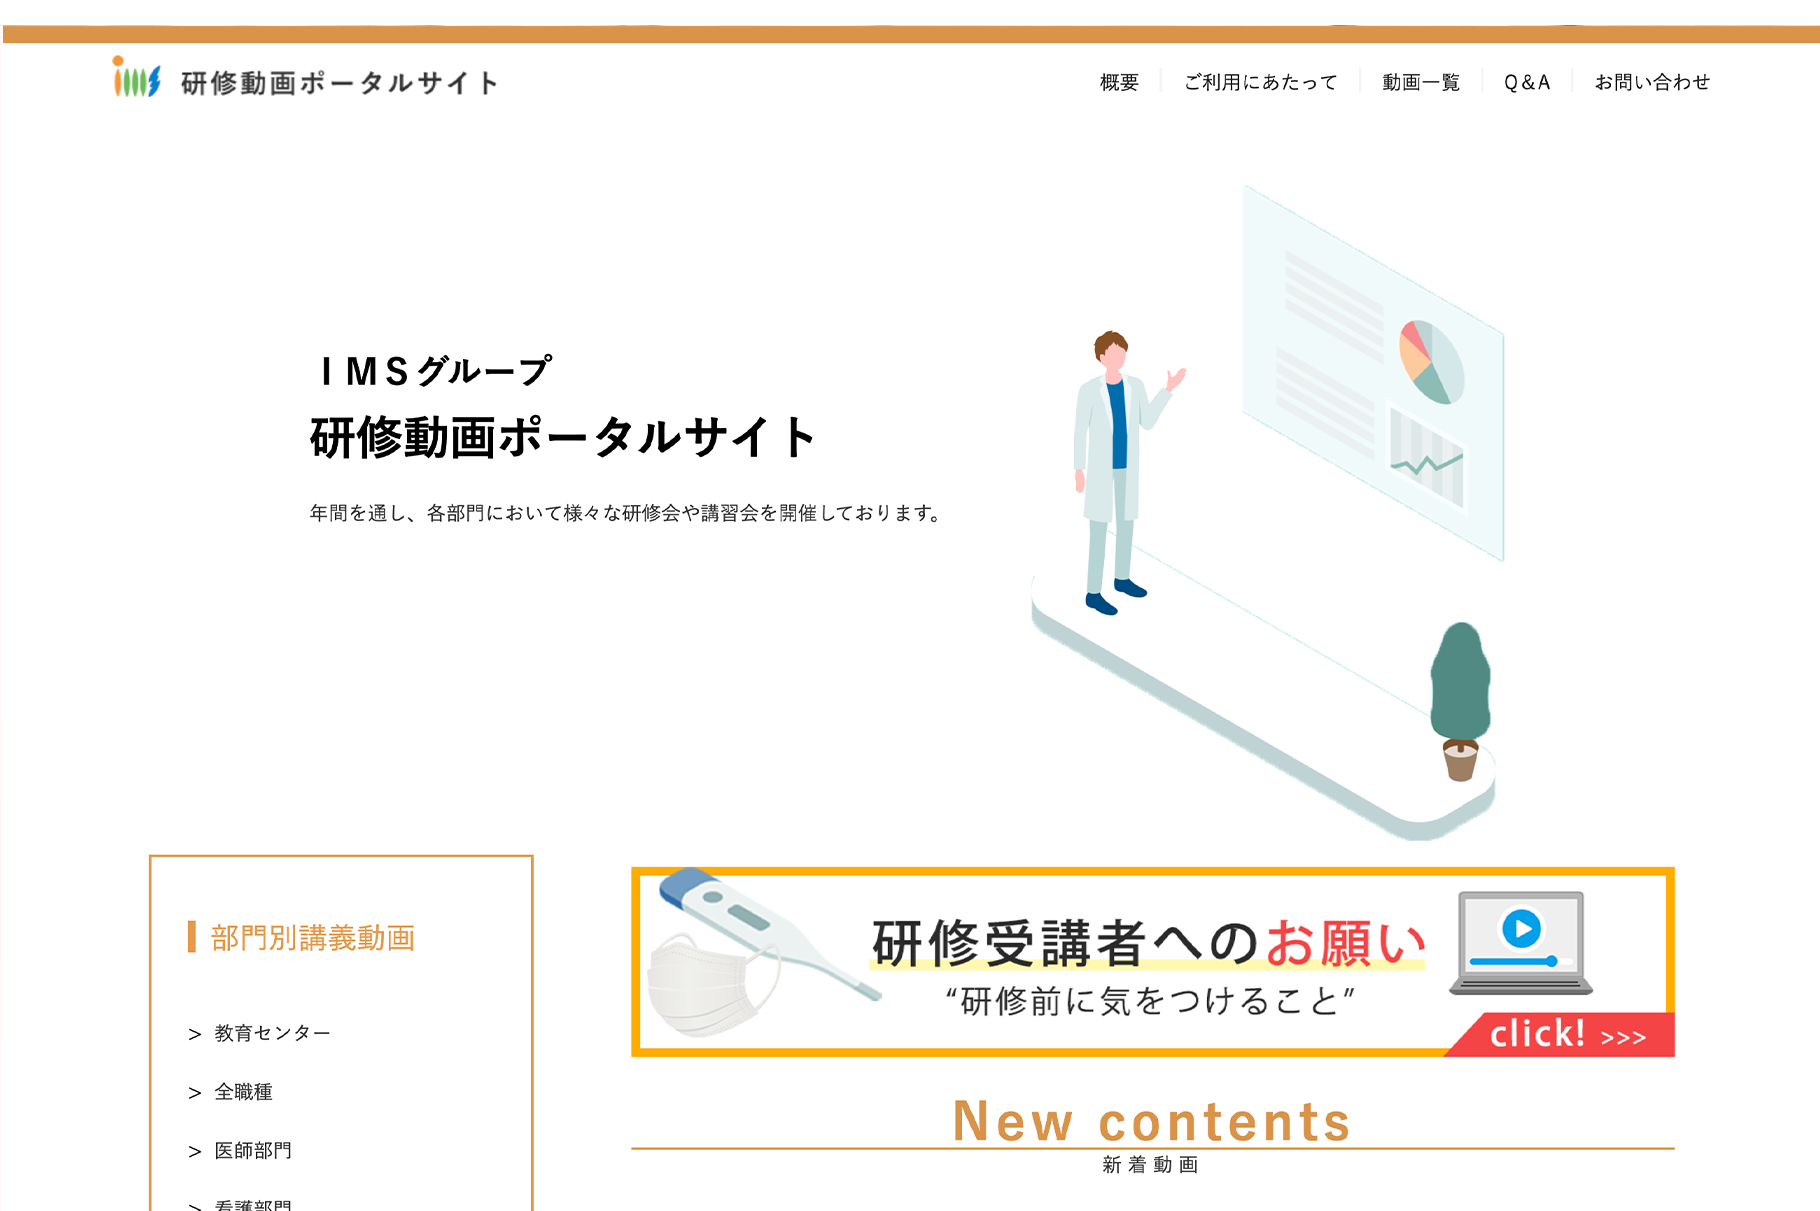 ims 研修動画ポータルサイト
概要 ご利用にあたって 動画一覧 Q&A お問い合わせ
ＩＭＳグループ
研修動画ポータルサイト
年間を通し、各部門において様々な研修会や講習会を開催しております。
部門別講義動画
> 教育センター
> 全職種
> 医師部門
> 看護部門
研修受講者へのお願い
“研修前に気をつけること”
click! >>>
New contents
新着動画